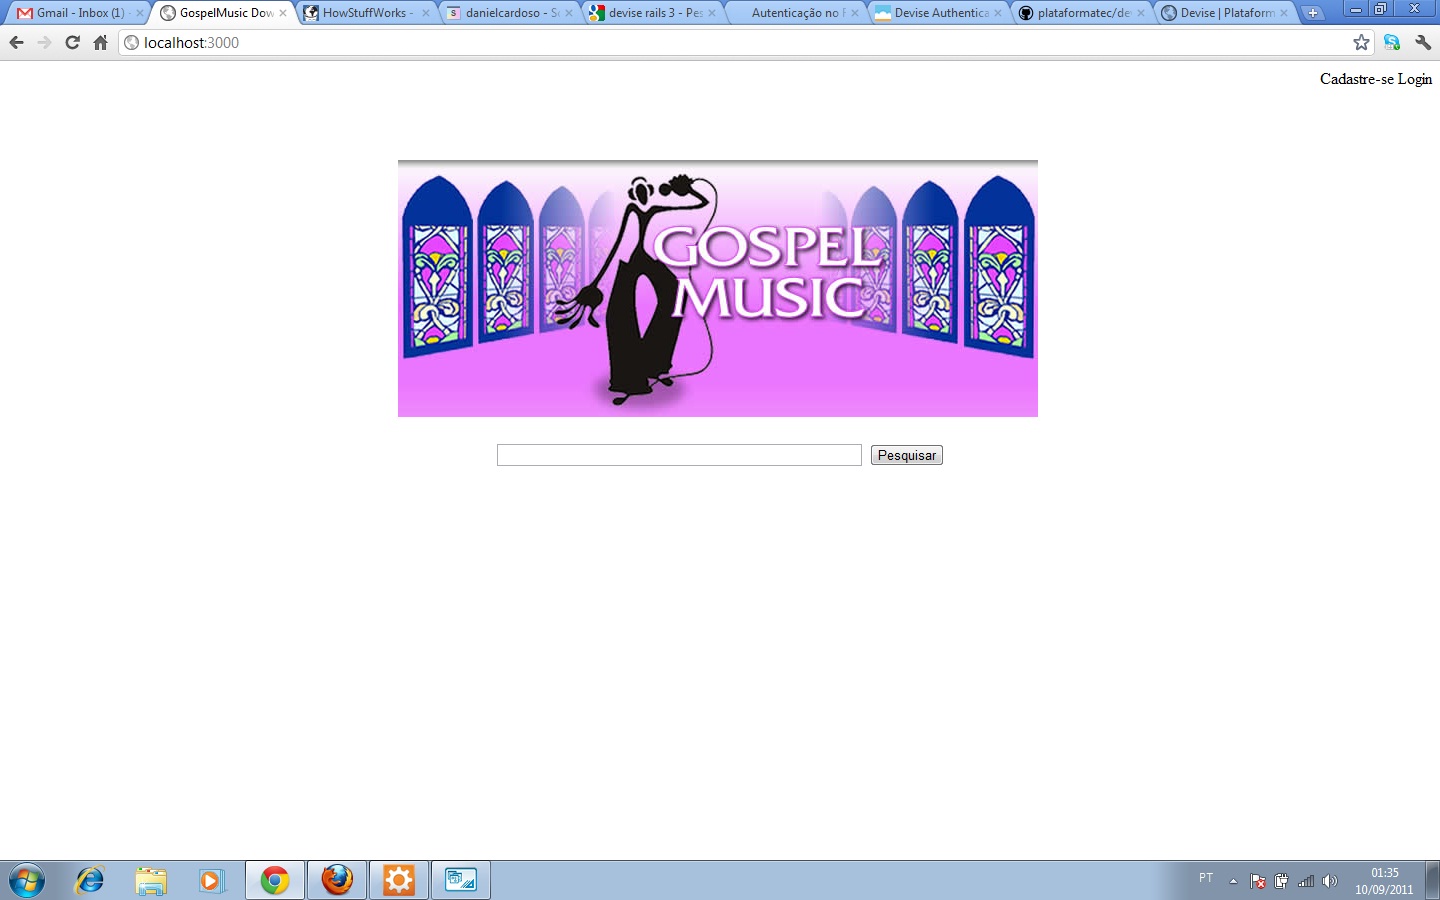 Gmail - Inbox (1) -
GospelMusic Dow
HowStuffWorks -
danielcardoso - S
devise rails 3 - Pes
Autenticação no
Devise Authentica
plataformatec/de
Devise | Plataform
localhost:3000
Cadastre-se Login
GOSPEL
MUSIC
Pesquisar
PT
01:35
10/09/2011